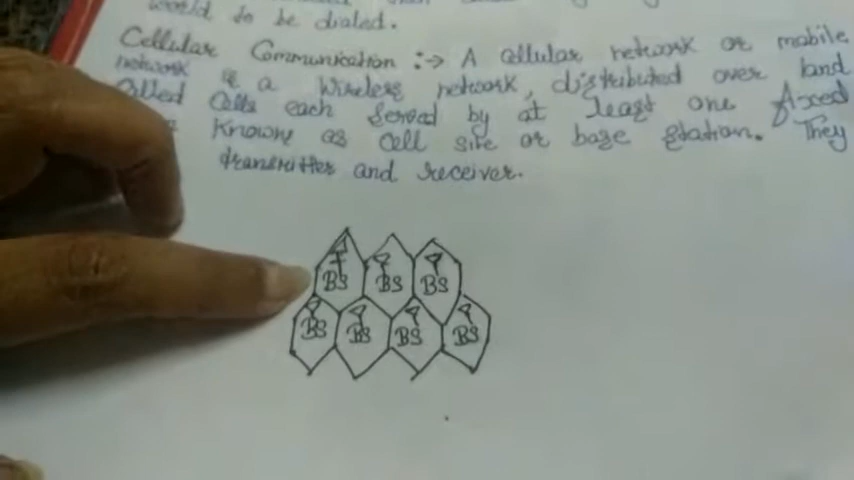 world to be dialed.
Cellular Communication :→ A cellular network or mobile
network is a wireless network, distributed over land
Called Cells each served by at least one fixed
Known as cell site or base station. They
transmitter and receiver.
BS BS BS
BS BS BS BS